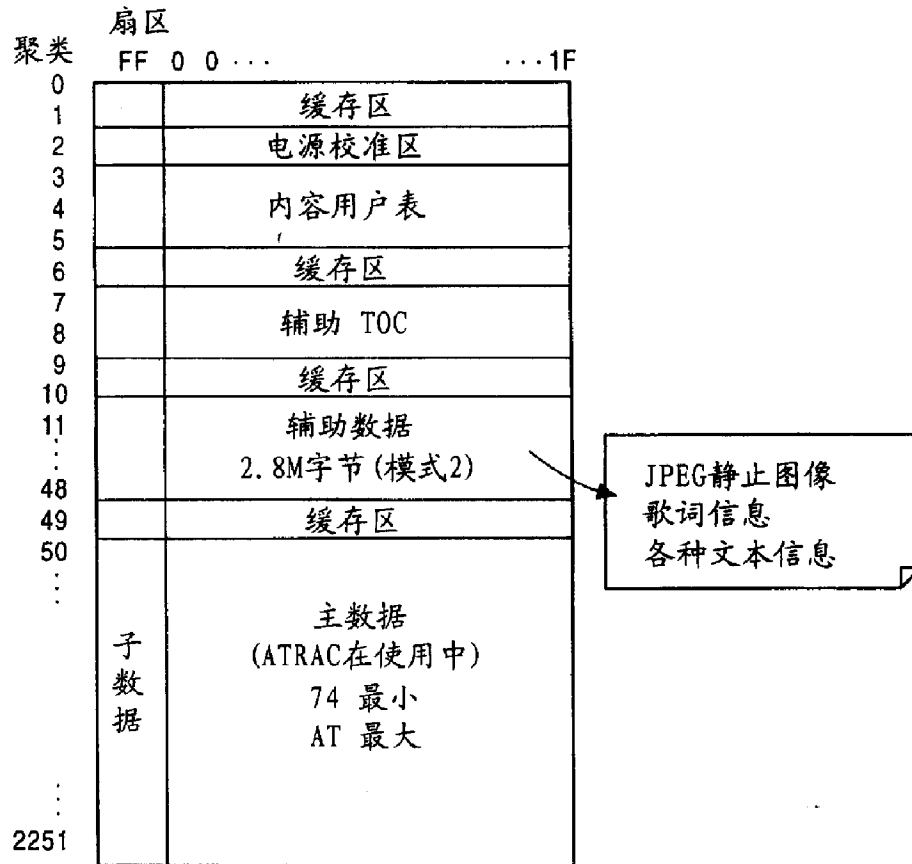 扇区
聚类
FF 0 0 ··· ···1F
0
1
缓存区
2
电源校准区
3
4
5
内容用户表
6
缓存区
7
8
辅助 TOC
9
缓存区
10
11
:
48
辅助数据
2.8M字节(模式2)
JPEG静止图像
歌词信息
各种文本信息
49
缓存区
50
:
子数据
主数据
(ATRAC在使用中)
74 最小
AT 最大
:
2251